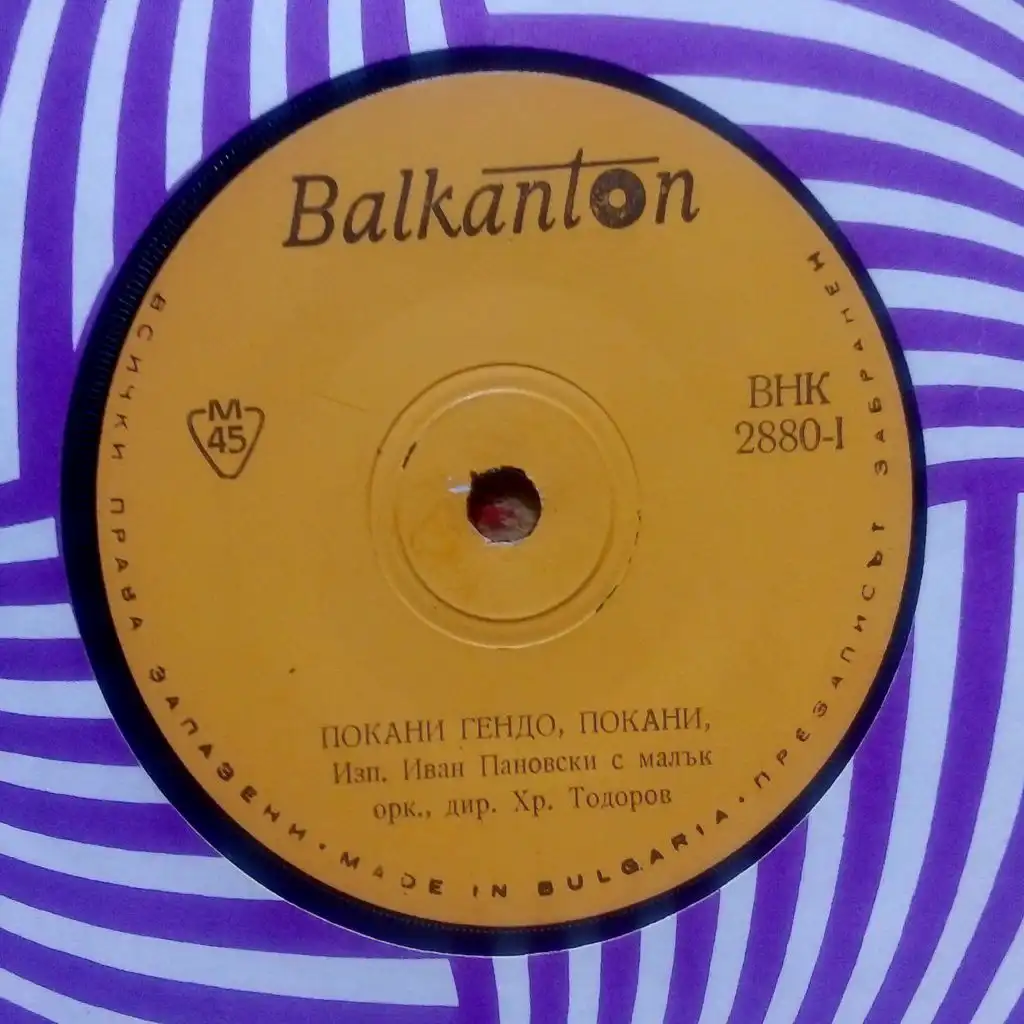 Balkanton
M
45
ВНК
2880-I
ПОКАНИ ГЕНДО, ПОКАНИ,
Изп. Иван Пановски с малък
орк., дир. Хр. Тодоров
ВСИЧКИ ПРАВА ЗАПАЗЕНИ • MADE IN BULGARIA • ПРЕЗАПИСЪТ ЗАБРАНЕН